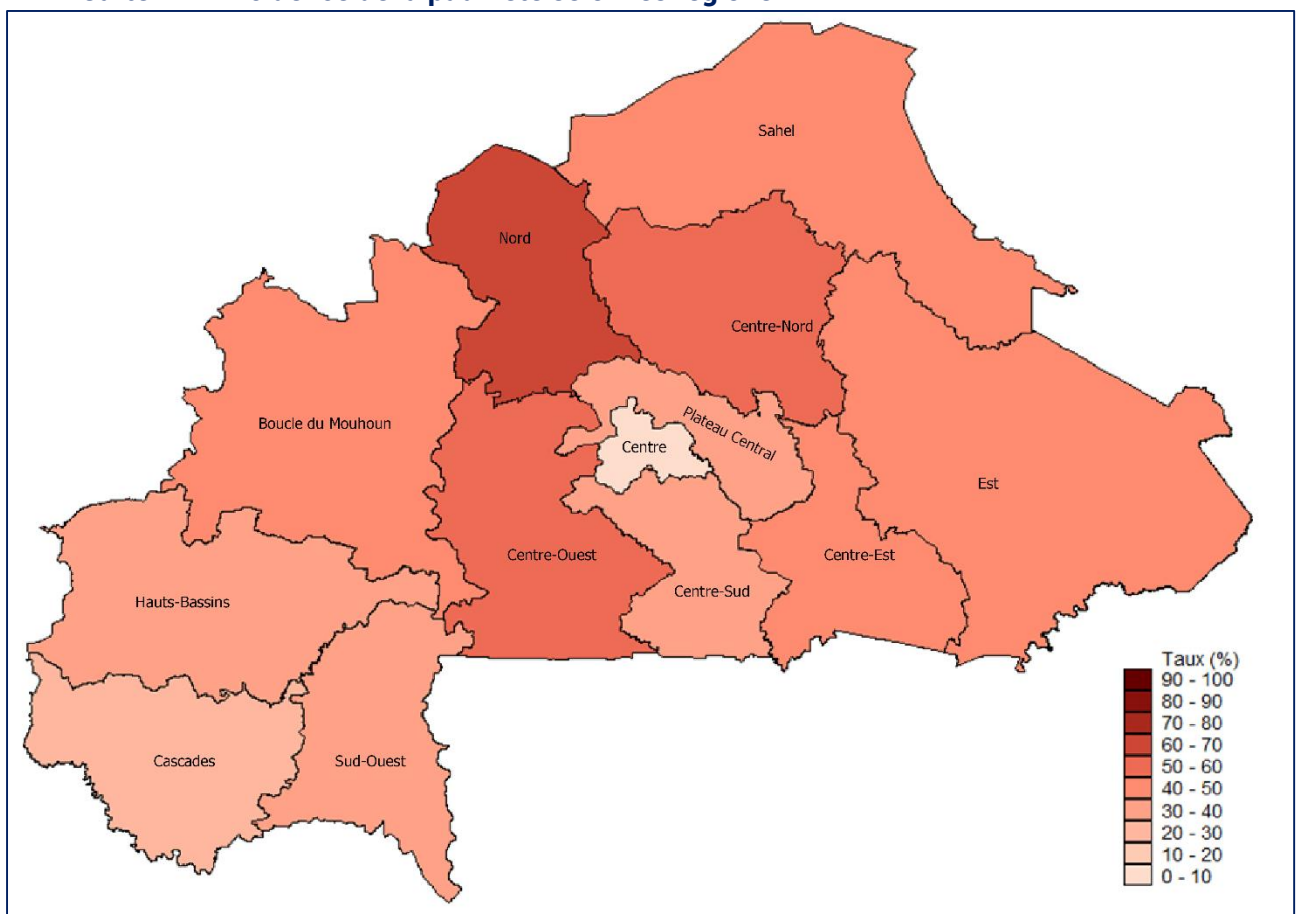 Sahel
Nord
Centre-Nord
Boucle du Mouhoun
Plateau Central
Centre
Est
Centre-Ouest
Centre-Est
Centre-Sud
Hauts-Bassins
Cascades
Sud-Ouest
Taux (%)
90 - 100
80 - 90
70 - 80
60 - 70
50 - 60
40 - 50
30 - 40
20 - 30
10 - 20
0 - 10